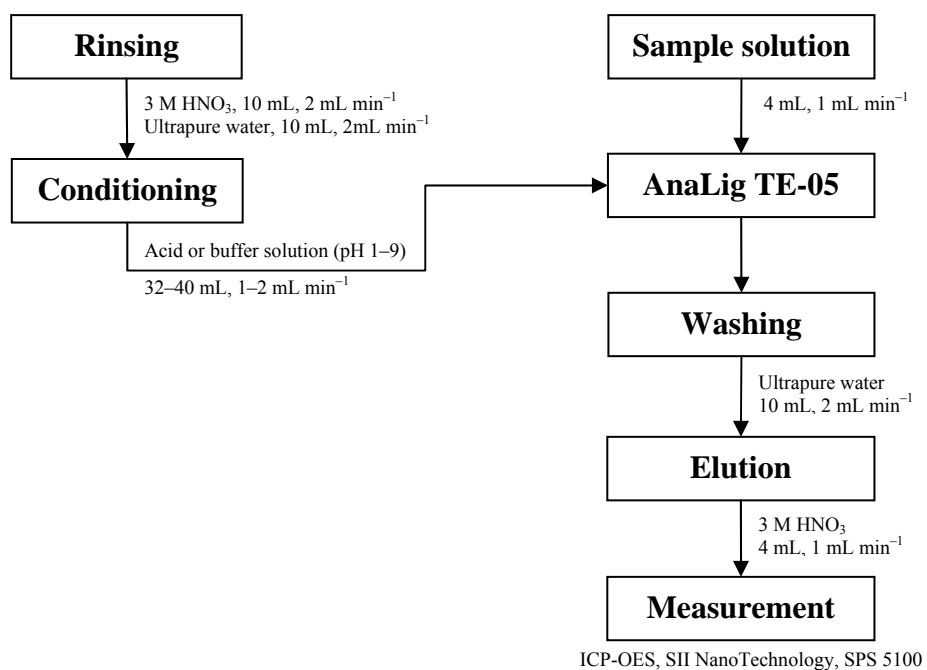 Rinsing
3 M HNO₃, 10 mL, 2 mL min⁻¹
Ultrapure water, 10 mL, 2mL min⁻¹
Conditioning
Acid or buffer solution (pH 1–9)
32–40 mL, 1–2 mL min⁻¹
Sample solution
4 mL, 1 mL min⁻¹
AnaLig TE-05
Washing
Ultrapure water
10 mL, 2 mL min⁻¹
Elution
3 M HNO₃
4 mL, 1 mL min⁻¹
Measurement
ICP-OES, SII NanoTechnology, SPS 5100